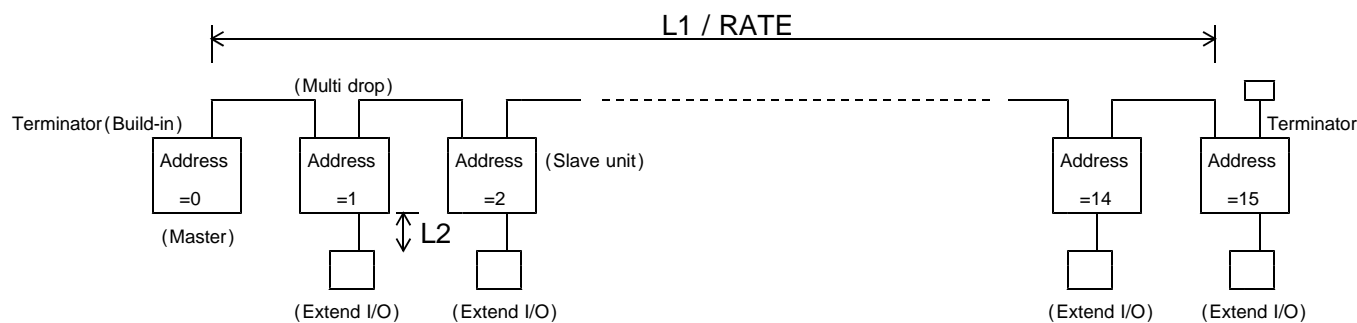 L1 / RATE
(Multi drop)
Terminator(Build-in)
Terminator
Address
=0
Address
=1
Address
=2
(Slave unit)
Address
=14
Address
=15
(Master)
L2
(Extend I/O)
(Extend I/O)
(Extend I/O)
(Extend I/O)